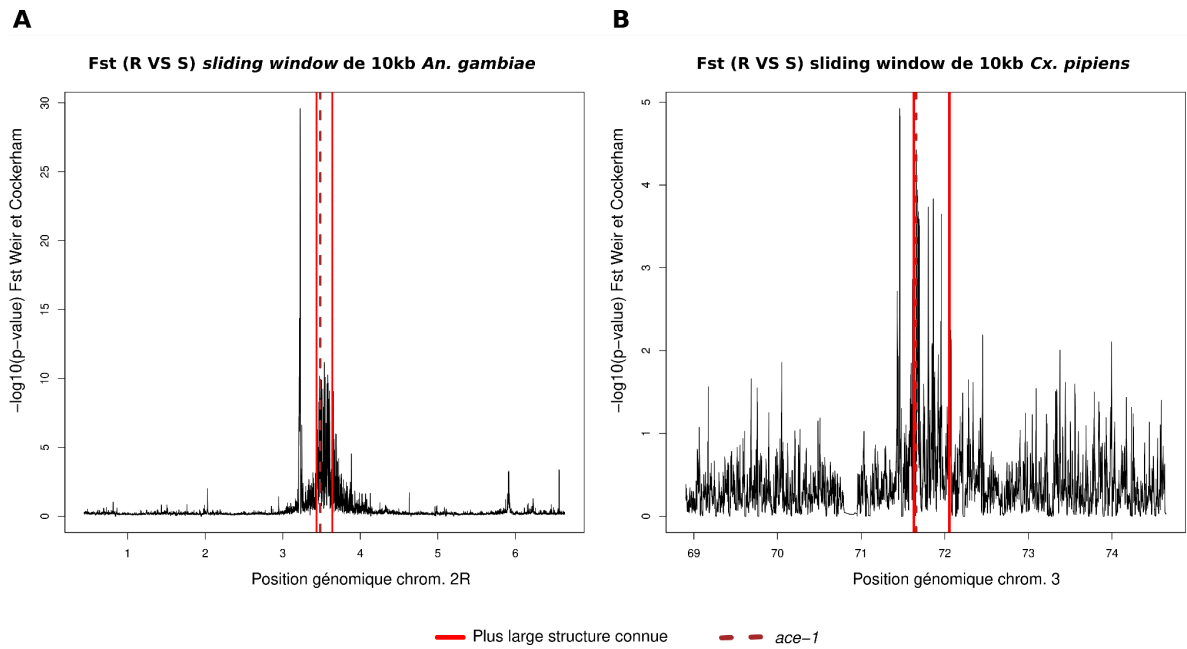 A
B
Fst (R VS S) sliding window de 10kb An. gambiae
Fst (R VS S) sliding window de 10kb Cx. pipiens
−log10(p−value) Fst Weir et Cockerham
30
25
20
15
10
5
0
1
2
3
4
5
6
Position génomique chrom. 2R
−log10(p−value) Fst Weir et Cockerham
5
4
3
2
1
0
69
70
71
72
73
74
Position génomique chrom. 3
Plus large structure connue
ace−1